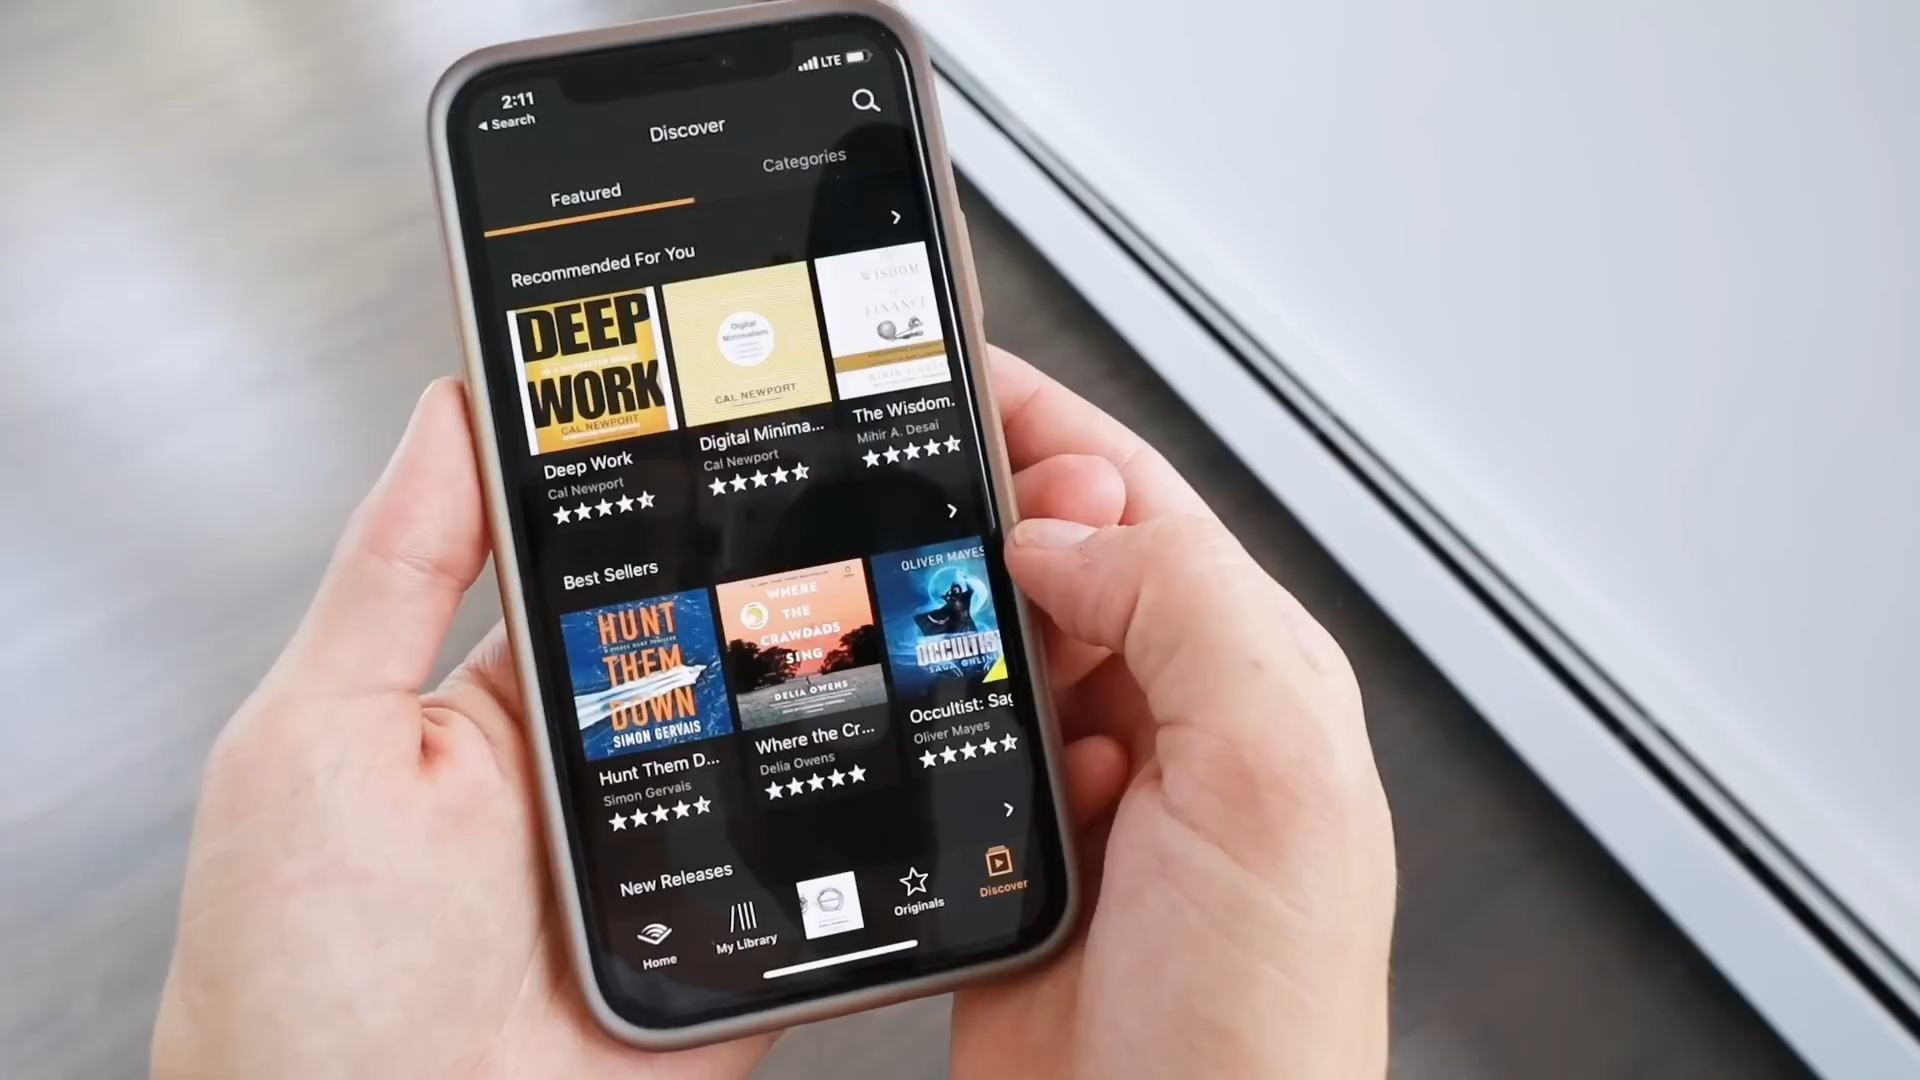 2:11
LTE
Search
Discover
Featured
Categories
Recommended For You
DEEP
WORK
CAL NEWPORT
Digital
Minimalism
CAL NEWPORT
WISDOM
of
FINANCE
MIHIR A. DESAI
Deep Work
Cal Newport
Digital Minima...
Cal Newport
The Wisdom.
Mihir A. Desai
Best Sellers
HUNT
THEM
DOWN
SIMON GERVAIS
WHERE
THE
CRAWDADS
SING
DELIA OWENS
OLIVER MAYES
OCCULTIST
SAGA ONLINE
Hunt Them D...
Simon Gervais
Where the Cr...
Delia Owens
Occultist: Sag
Oliver Mayes
New Releases
Home
My Library
Originals
Discover